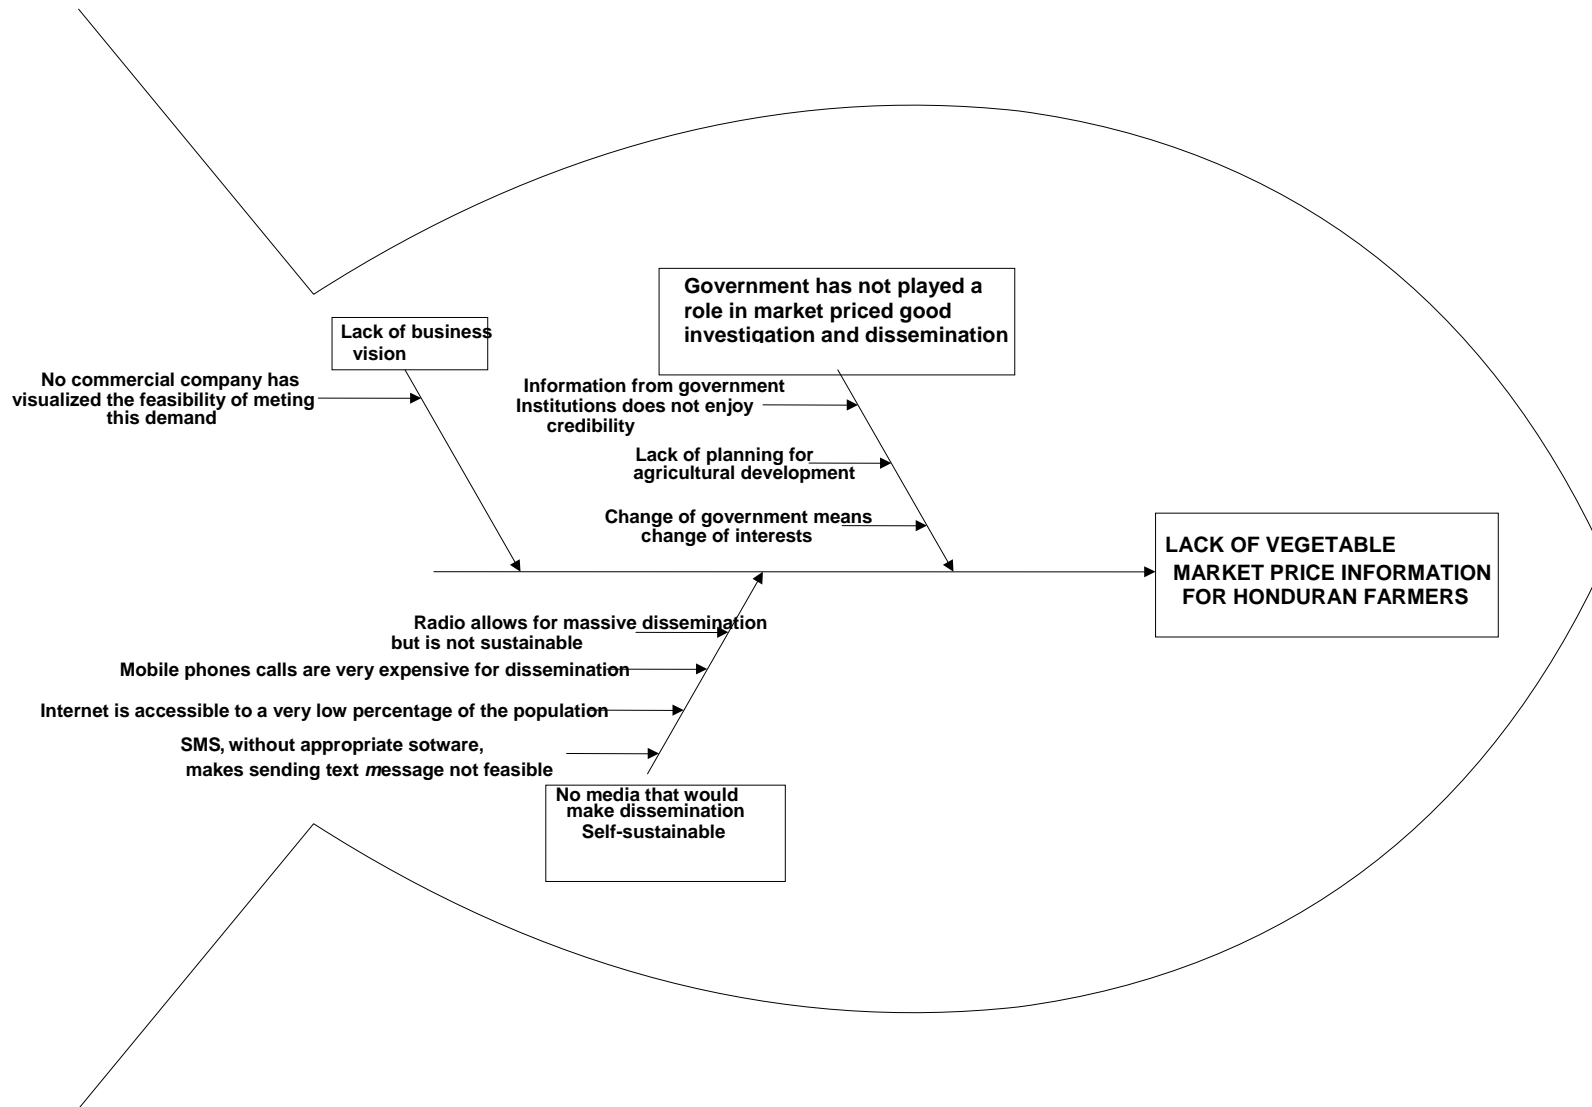 Government has not played a
role in market priced good
investigation and dissemination
Lack of business
vision
No commercial company has
visualized the feasibility of meting
this demand
Information from government
Institutions does not enjoy
credibility
Lack of planning for
agricultural development
Change of government means
change of interests
LACK OF VEGETABLE
MARKET PRICE INFORMATION
FOR HONDURAN FARMERS
Radio allows for massive dissemination
but is not sustainable
Mobile phones calls are very expensive for dissemination
Internet is accessible to a very low percentage of the population
SMS, without appropriate sotware,
makes sending text message not feasible
No media that would
make dissemination
Self-sustainable